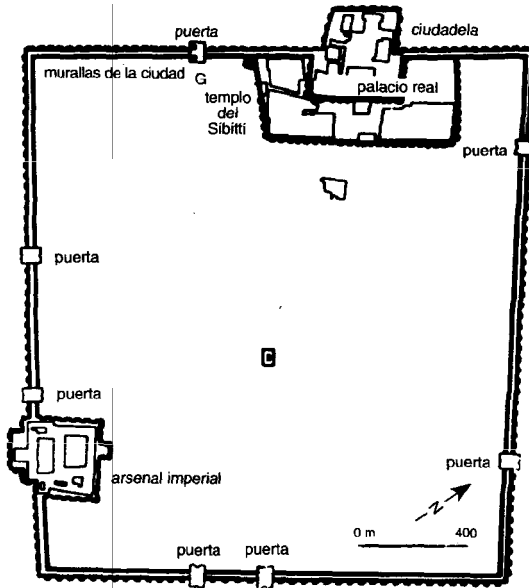 puerta
ciudadela
murallas de la ciudad
G
palacio real
templo
del
Sibitti
puerta
puerta
puerta
arsenal imperial
puerta
N
0 m 400
puerta
puerta